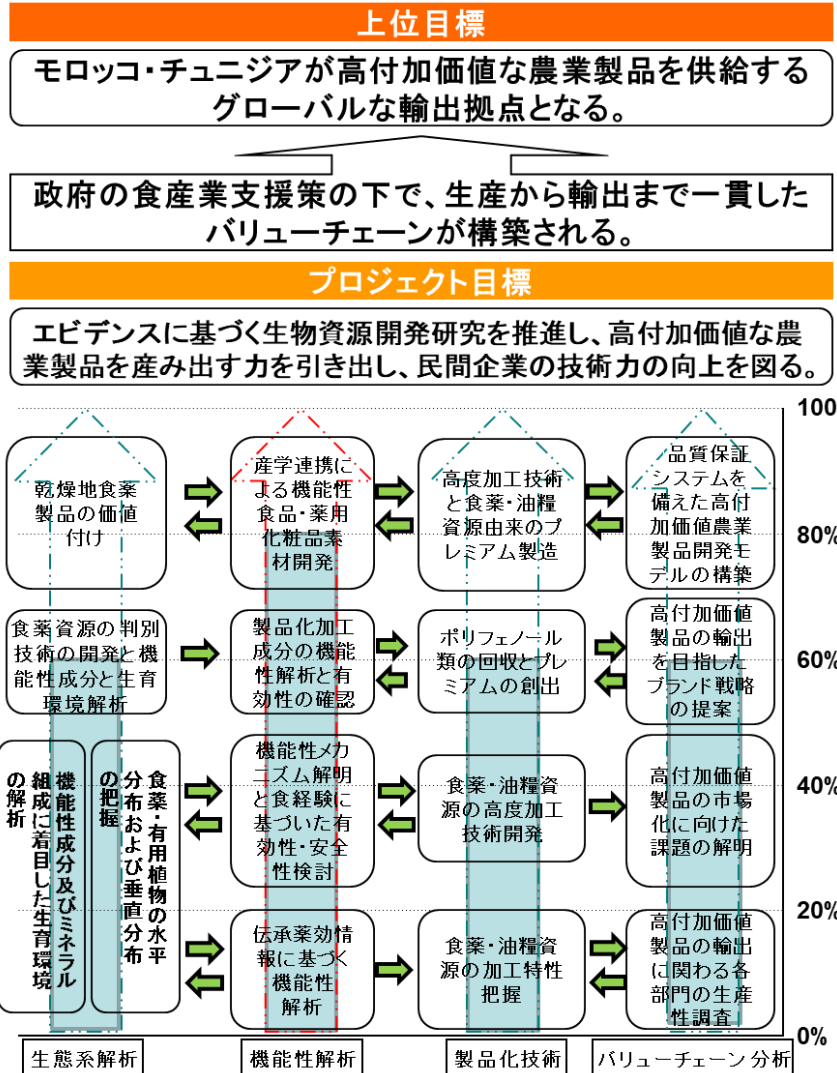 上位目標
モロッコ・チュニジアが高付加価値な農業製品を供給する
グローバルな輸出拠点となる。
政府の食産業支援策の下で、生産から輸出まで一貫した
バリューチェーンが構築される。
プロジェクト目標
エビデンスに基づく生物資源開発研究を推進し、高付加価値な農
業製品を産み出す力を引き出し、民間企業の技術力の向上を図る。
100
乾燥地食薬
製品の価値
付け
産学連携に
よる機能性
食品・薬用
化粧品素
材開発
高度加工技術
と食薬・油糧
資源由来のプ
レミアム製造
品質保証
システムを
備えた高付
加価値農業
製品開発モ
デルの構築
80%
食薬資源の判別
技術の開発と機
能性成分と生育
環境解析
製品化加工
成分の機能
性解析と有
効性の確認
ポリフェノール
類の回収とプレ
ミアムの創出
高付加価値
製品の輸出
を目指した
ブランド戦略
の提案
60%
機能性成分及びミネラル
組成に着目した生育環境
の解析
食薬・有用植物の水平
分布および垂直分布
の把握
機能性メカ
ニズム解明
と食経験に
基づいた有
効性・安全
性検討
食薬・油糧資
源の高度加工
技術開発
高付加価値
製品の市場
化に向けた
課題の解明
40%
20%
伝承薬効情
報に基づく
機能性
解析
食薬・油糧資
源の加工特性
把握
高付加価値
製品の輸出
に関わる各
部門の生産
性調査
0%
生態系解析
機能性解析
製品化技術
バリューチェーン分析